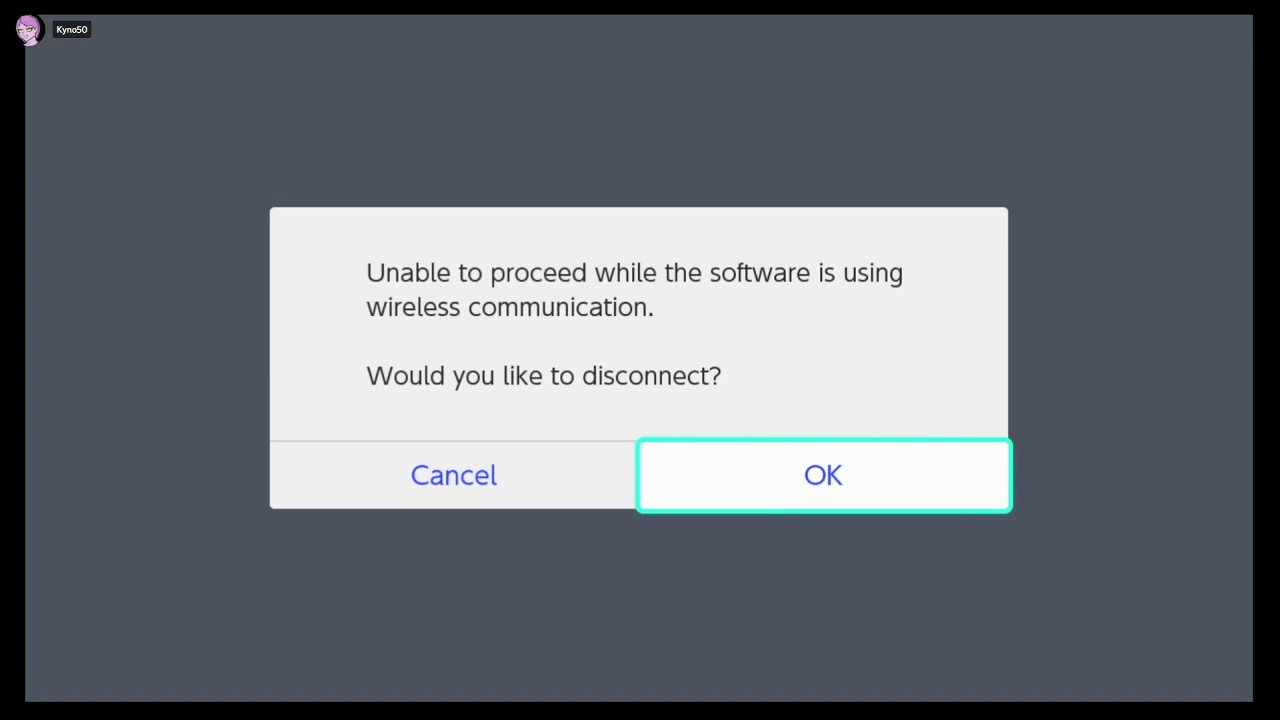 Kyno50
Unable to proceed while the software is using
wireless communication.
Would you like to disconnect?
Cancel
OK